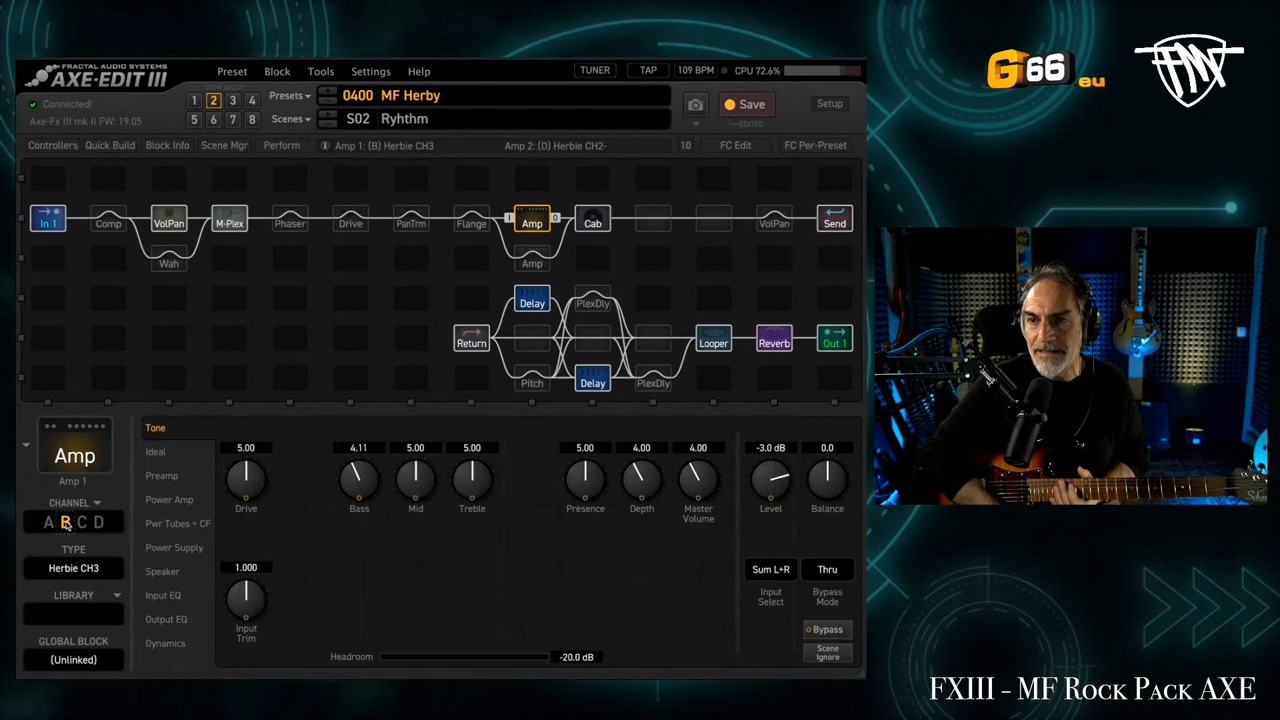 FRACTAL AUDIO SYSTEMS
AXE-EDIT III
Preset Block Tools Settings Help
TUNER TAP 109 BPM CPU 72.6%
G66.eu
FMT
Connected!
Axe-Fx III mk II FW: 19.05
1 2 3 4
5 6 7 8
Presets 0400 MF Herby
Scenes S02 Ryhthm
Save
EDITED
Setup
Controllers Quick Build Block Info Scene Mgr Perform
Amp 1: (B) Herbie CH3 Amp 2: (D) Herbie CH2-
10 FC Edit FC Per-Preset
In 1 Comp VolPan M-Plex Phaser Drive PanTrm Flange Amp Cab VolPan Send
Wah Amp
Delay PlexDly
Return Looper Reverb Out 1
Pitch Delay PlexDly
Amp
Amp 1
CHANNEL
A B C D
TYPE
Herbie CH3
LIBRARY
GLOBAL BLOCK
(Unlinked)
Tone
Ideal
Preamp
Power Amp
Pwr Tubes + CF
Power Supply
Speaker
Input EQ
Output EQ
Dynamics
5.00 4.11 5.00 5.00 5.00 4.00 4.00 -3.0 dB 0.0
Drive Bass Mid Treble Presence Depth Master Volume Level Balance
1.000
Input Trim
Sum L+R Thru
Input Select Bypass Mode
Bypass
Scene Ignore
Headroom -20.0 dB
FXIII - MF Rock Pack AXE